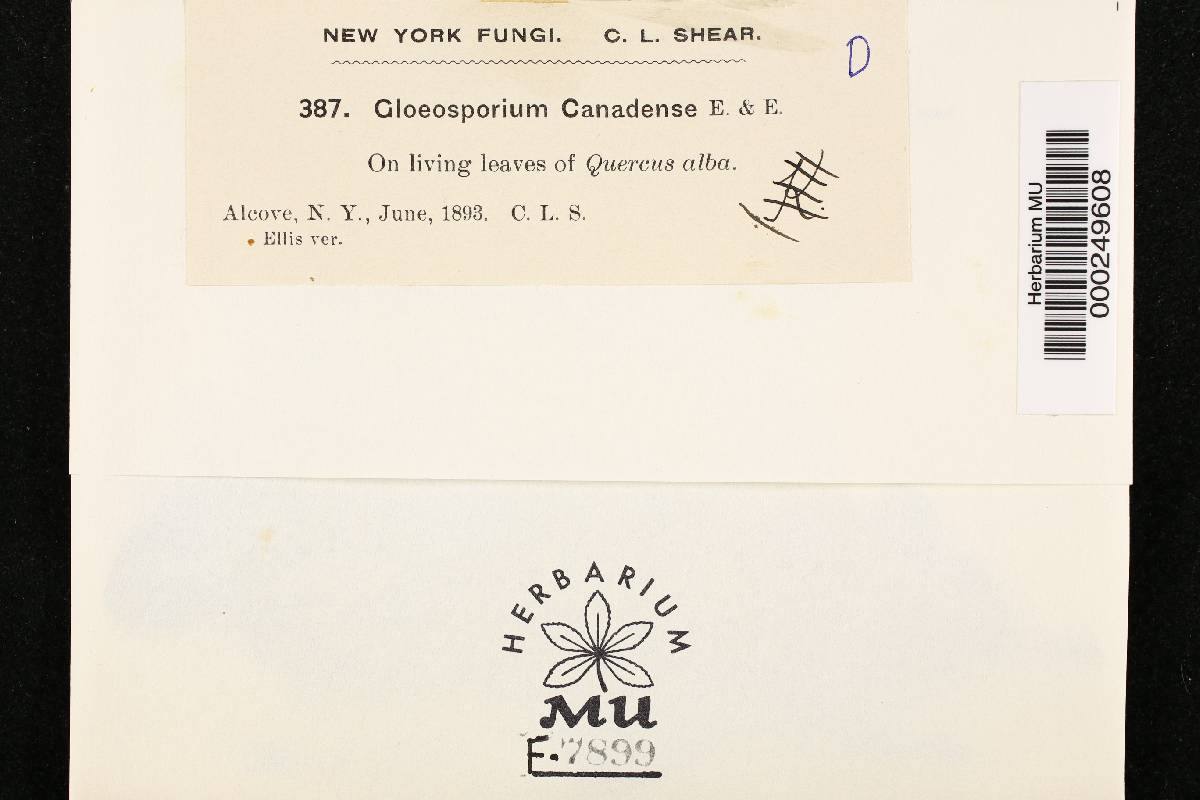 NEW YORK FUNGI. C. L. SHEAR.
D
387. Gloeosporium Canadense E. & E.
On living leaves of Quercus alba.
Alcove, N. Y., June, 1893. C. L. S.
Ellis ver.
Herbarium MU
000249608
HERBARIUM
MU
F.7899